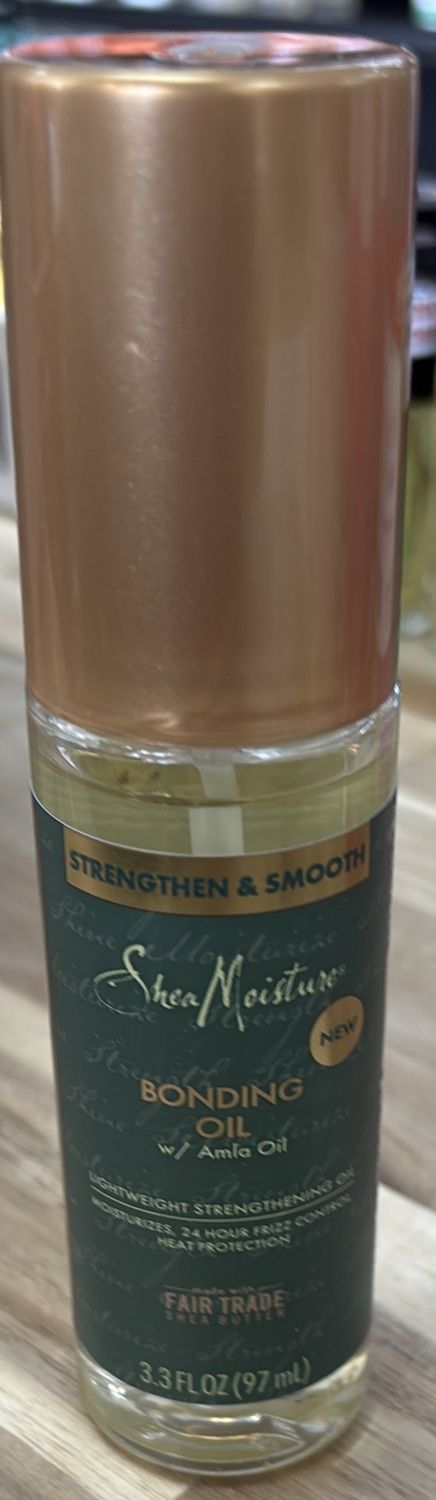 STRENGTHEN & SMOOTH
SheaMoisture®
NEW
BONDING
OIL
w/ Amla Oil
LIGHTWEIGHT STRENGTHENING OIL
MOISTURIZES, 24 HOUR FRIZZ CONTROL
HEAT PROTECTION
made with
FAIR TRADE
SHEA BUTTER
3.3 FL OZ (97 mL)